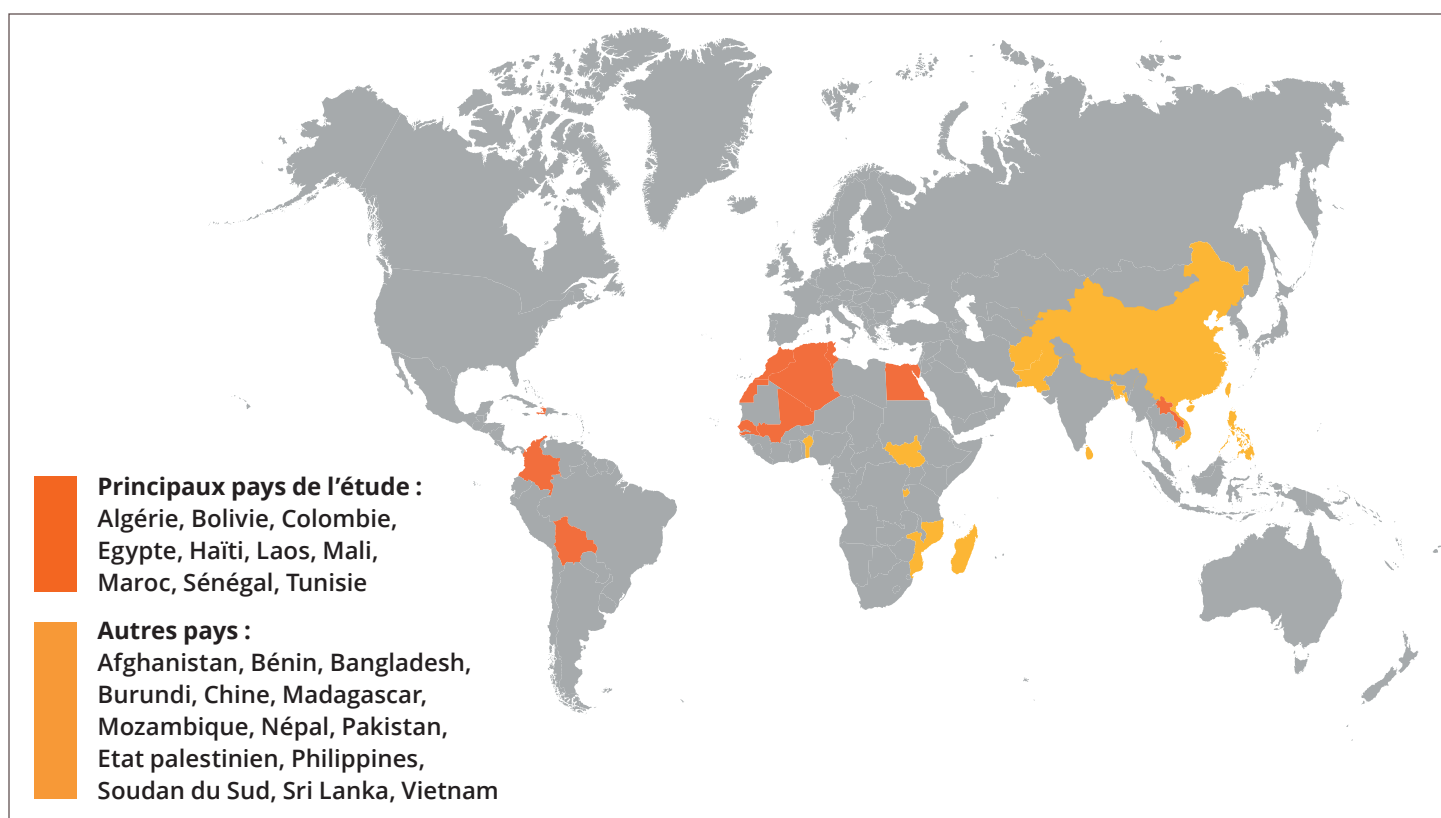 Principaux pays de l’étude :
Algérie, Bolivie, Colombie,
Egypte, Haïti, Laos, Mali,
Maroc, Sénégal, Tunisie
Autres pays :
Afghanistan, Bénin, Bangladesh,
Burundi, Chine, Madagascar,
Mozambique, Népal, Pakistan,
Etat palestinien, Philippines,
Soudan du Sud, Sri Lanka, Vietnam